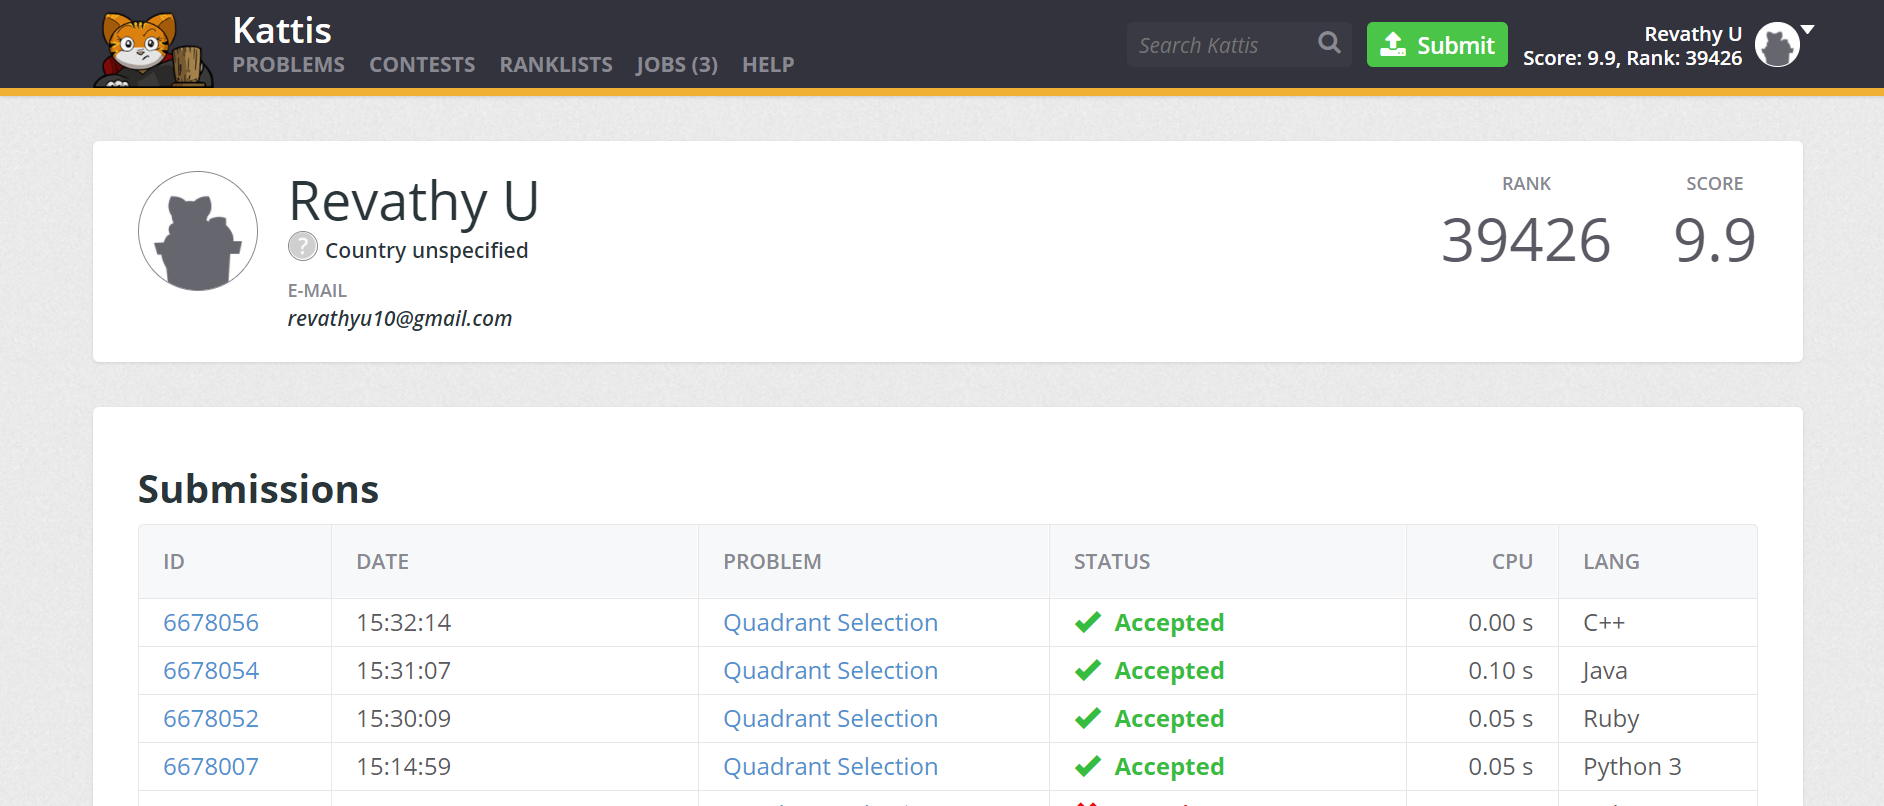 Kattis
PROBLEMS CONTESTS RANKLISTS JOBS (3) HELP
Search Kattis
Submit
Revathy U
Score: 9.9, Rank: 39426
Revathy U
? Country unspecified
E-MAIL
revathyu10@gmail.com
RANK SCORE
39426 9.9
Submissions
ID DATE PROBLEM STATUS CPU LANG
6678056 15:32:14 Quadrant Selection Accepted 0.00 s C++
6678054 15:31:07 Quadrant Selection Accepted 0.10 s Java
6678052 15:30:09 Quadrant Selection Accepted 0.05 s Ruby
6678007 15:14:59 Quadrant Selection Accepted 0.05 s Python 3